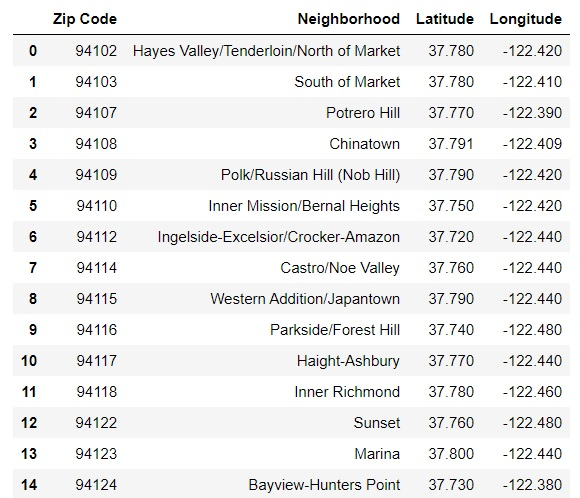 Zip Code Neighborhood Latitude Longitude
0 94102 Hayes Valley/Tenderloin/North of Market 37.780 -122.420
1 94103 South of Market 37.780 -122.410
2 94107 Potrero Hill 37.770 -122.390
3 94108 Chinatown 37.791 -122.409
4 94109 Polk/Russian Hill (Nob Hill) 37.790 -122.420
5 94110 Inner Mission/Bernal Heights 37.750 -122.420
6 94112 Ingelside-Excelsior/Crocker-Amazon 37.720 -122.440
7 94114 Castro/Noe Valley 37.760 -122.440
8 94115 Western Addition/Japantown 37.790 -122.440
9 94116 Parkside/Forest Hill 37.740 -122.480
10 94117 Haight-Ashbury 37.770 -122.440
11 94118 Inner Richmond 37.780 -122.460
12 94122 Sunset 37.760 -122.480
13 94123 Marina 37.800 -122.440
14 94124 Bayview-Hunters Point 37.730 -122.380